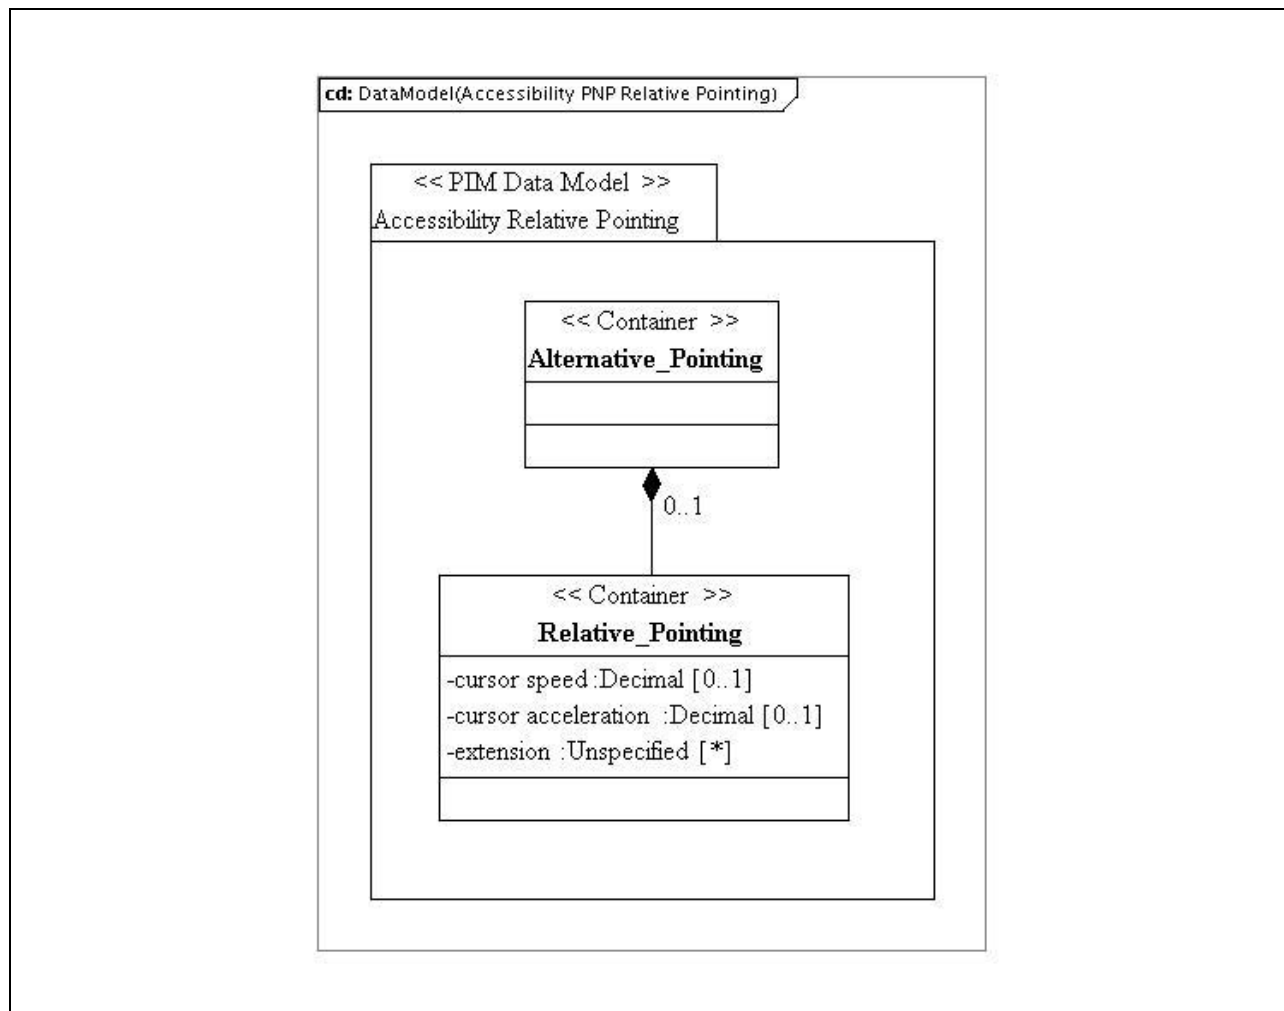 cd: DataModel(Accessibility PNP Relative Pointing)
<< PIM Data Model >>
Accessibility Relative Pointing
<< Container >>
Alternative_Pointing
0..1
<< Container >>
Relative_Pointing
-cursor speed :Decimal [0..1]
-cursor acceleration :Decimal [0..1]
-extension :Unspecified [*]